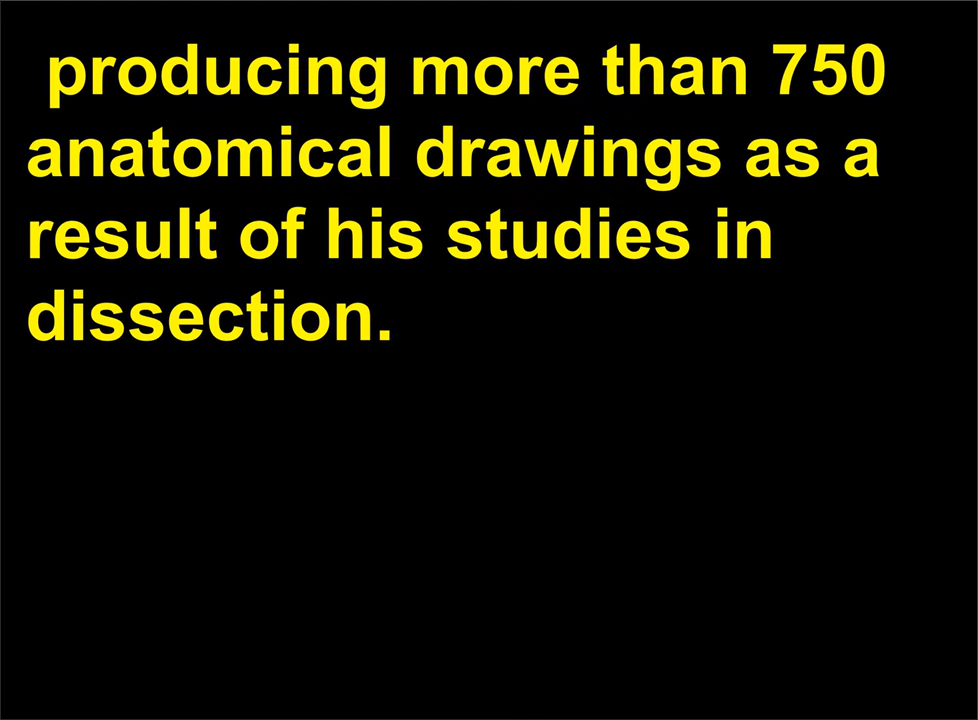 producing more than 750
anatomical drawings as a
result of his studies in
dissection.